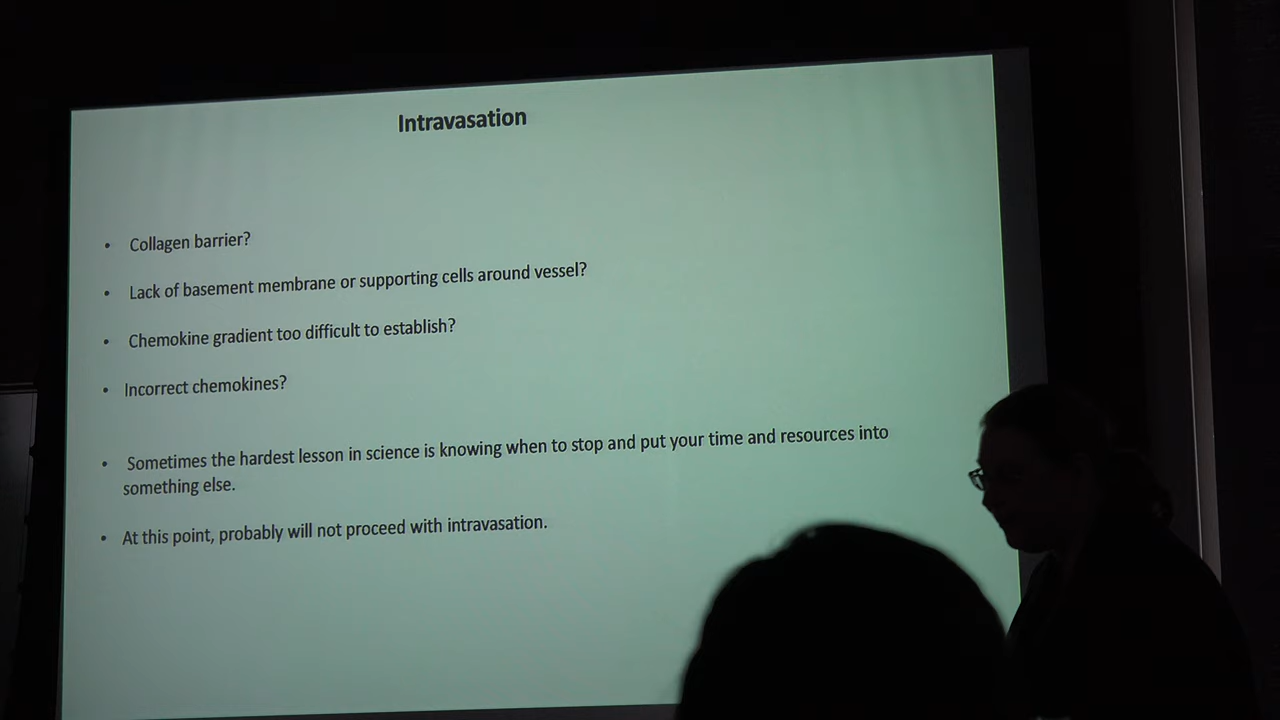 Intravasation
• Collagen barrier?
• Lack of basement membrane or supporting cells around vessel?
• Chemokine gradient too difficult to establish?
• Incorrect chemokines?
• Sometimes the hardest lesson in science is knowing when to stop and put your time and resources into
something else.
• At this point, probably will not proceed with intravasation.